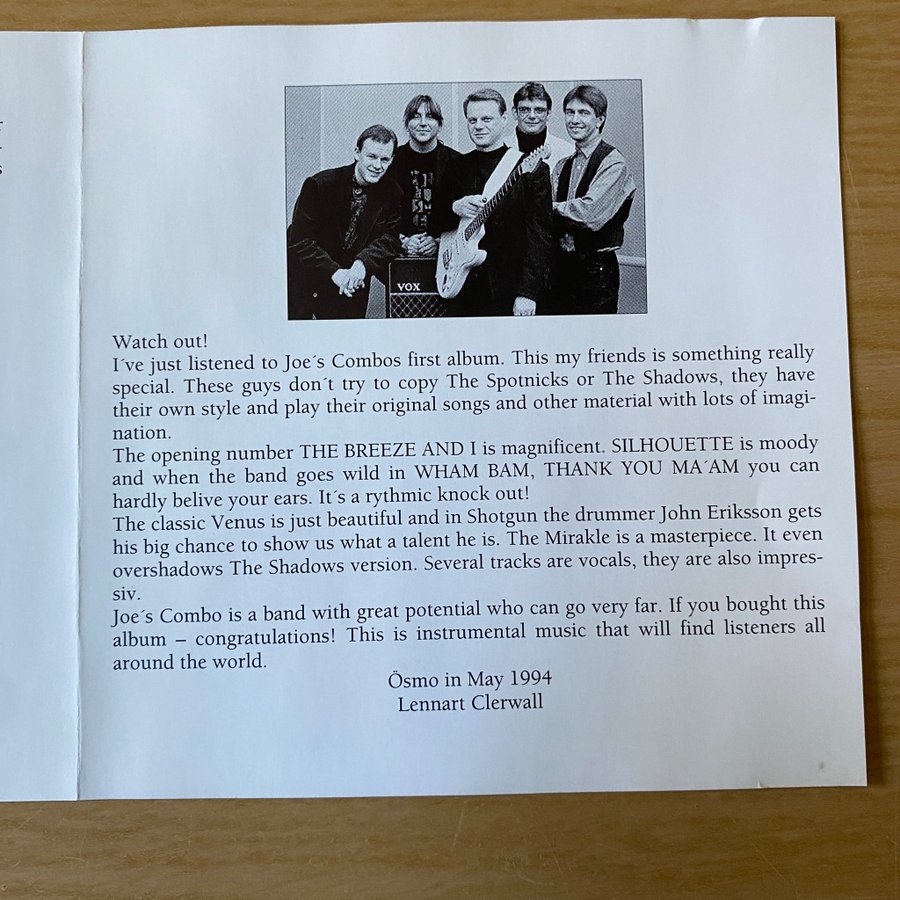 VOX
Watch out!
I´ve just listened to Joe´s Combos first album. This my friends is something really
special. These guys don´t try to copy The Spotnicks or The Shadows, they have
their own style and play their original songs and other material with lots of imagi-
nation.
The opening number THE BREEZE AND I is magnificent. SILHOUETTE is moody
and when the band goes wild in WHAM BAM, THANK YOU MA´AM you can
hardly belive your ears. It´s a rythmic knock out!
The classic Venus is just beautiful and in Shotgun the drummer John Eriksson gets
his big chance to show us what a talent he is. The Mirakle is a masterpiece. It even
overshadows The Shadows version. Several tracks are vocals, they are also impres-
siv.
Joe´s Combo is a band with great potential who can go very far. If you bought this
album – congratulations! This is instrumental music that will find listeners all
around the world.
Ösmo in May 1994
Lennart Clerwall